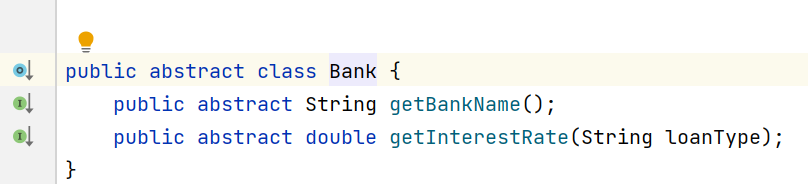 public abstract class Bank {
    public abstract String getBankName();
    public abstract double getInterestRate(String loanType);
}